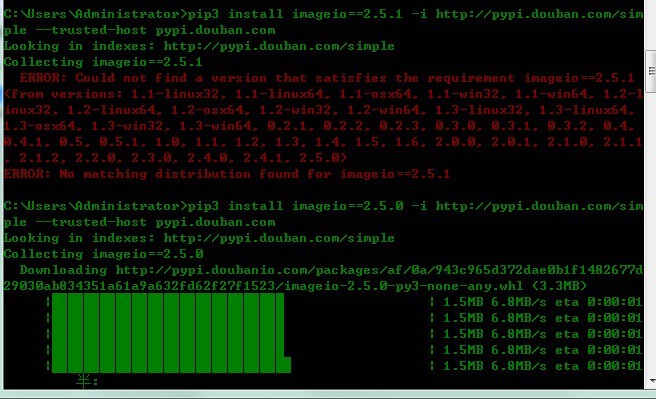 C:\Users\Administrator>pip3 install imageio==2.5.1 -i http://pypi.douban.com/sim
ple --trusted-host pypi.douban.com
Looking in indexes: http://pypi.douban.com/simple
Collecting imageio==2.5.1
ERROR: Could not find a version that satisfies the requirement imageio==2.5.1
(from versions: 1.1-linux32, 1.1-linux64, 1.1-osx64, 1.1-win32, 1.1-win64, 1.2-l
inux32, 1.2-linux64, 1.2-osx64, 1.2-win32, 1.2-win64, 1.3-linux32, 1.3-linux64,
1.3-osx64, 1.3-win32, 1.3-win64, 0.2.1, 0.2.2, 0.2.3, 0.3.0, 0.3.1, 0.3.2, 0.4,
0.4.1, 0.5, 0.5.1, 1.0, 1.1, 1.2, 1.3, 1.4, 1.5, 1.6, 2.0.0, 2.0.1, 2.1.0, 2.1.1
, 2.1.2, 2.2.0, 2.3.0, 2.4.0, 2.4.1, 2.5.0)
ERROR: No matching distribution found for imageio==2.5.1
C:\Users\Administrator>pip3 install imageio==2.5.0 -i http://pypi.douban.com/sim
ple --trusted-host pypi.douban.com
Looking in indexes: http://pypi.douban.com/simple
Collecting imageio==2.5.0
Downloading http://pypi.doubanio.com/packages/af/0a/943c965d372dae0b1f1482677d
29030ab834351a61a9a632fd62f27f1523/imageio-2.5.0-py3-none-any.whl (3.3MB)
| | 1.5MB 6.8MB/s eta 0:00:01
| | 1.5MB 6.8MB/s eta 0:00:01
| | 1.5MB 6.8MB/s eta 0:00:01
| | 1.5MB 6.8MB/s eta 0:00:01
| | 1.5MB 6.8MB/s eta 0:00:01
半: